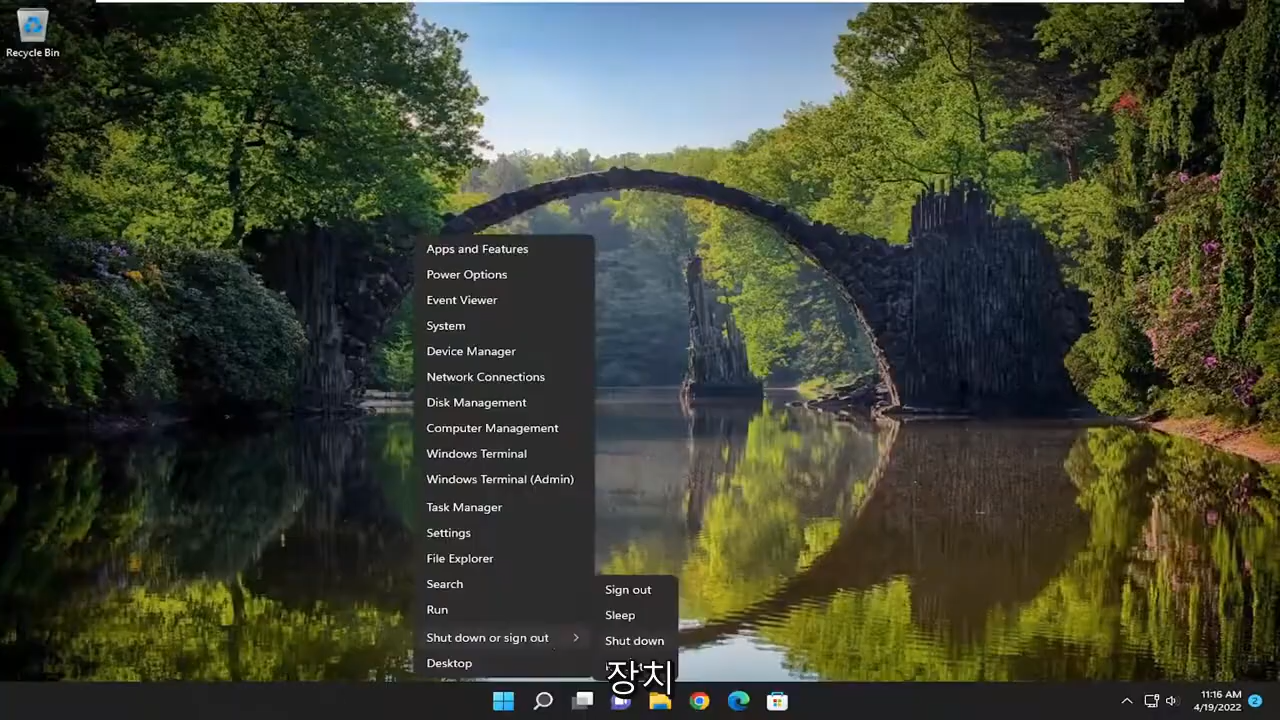 Recycle Bin
Apps and Features
Power Options
Event Viewer
System
Device Manager
Network Connections
Disk Management
Computer Management
Windows Terminal
Windows Terminal (Admin)
Task Manager
Settings
File Explorer
Search
Run
Shut down or sign out
Desktop
Sign out
Sleep
Shut down
장치
11:16 AM
4/19/2022
2